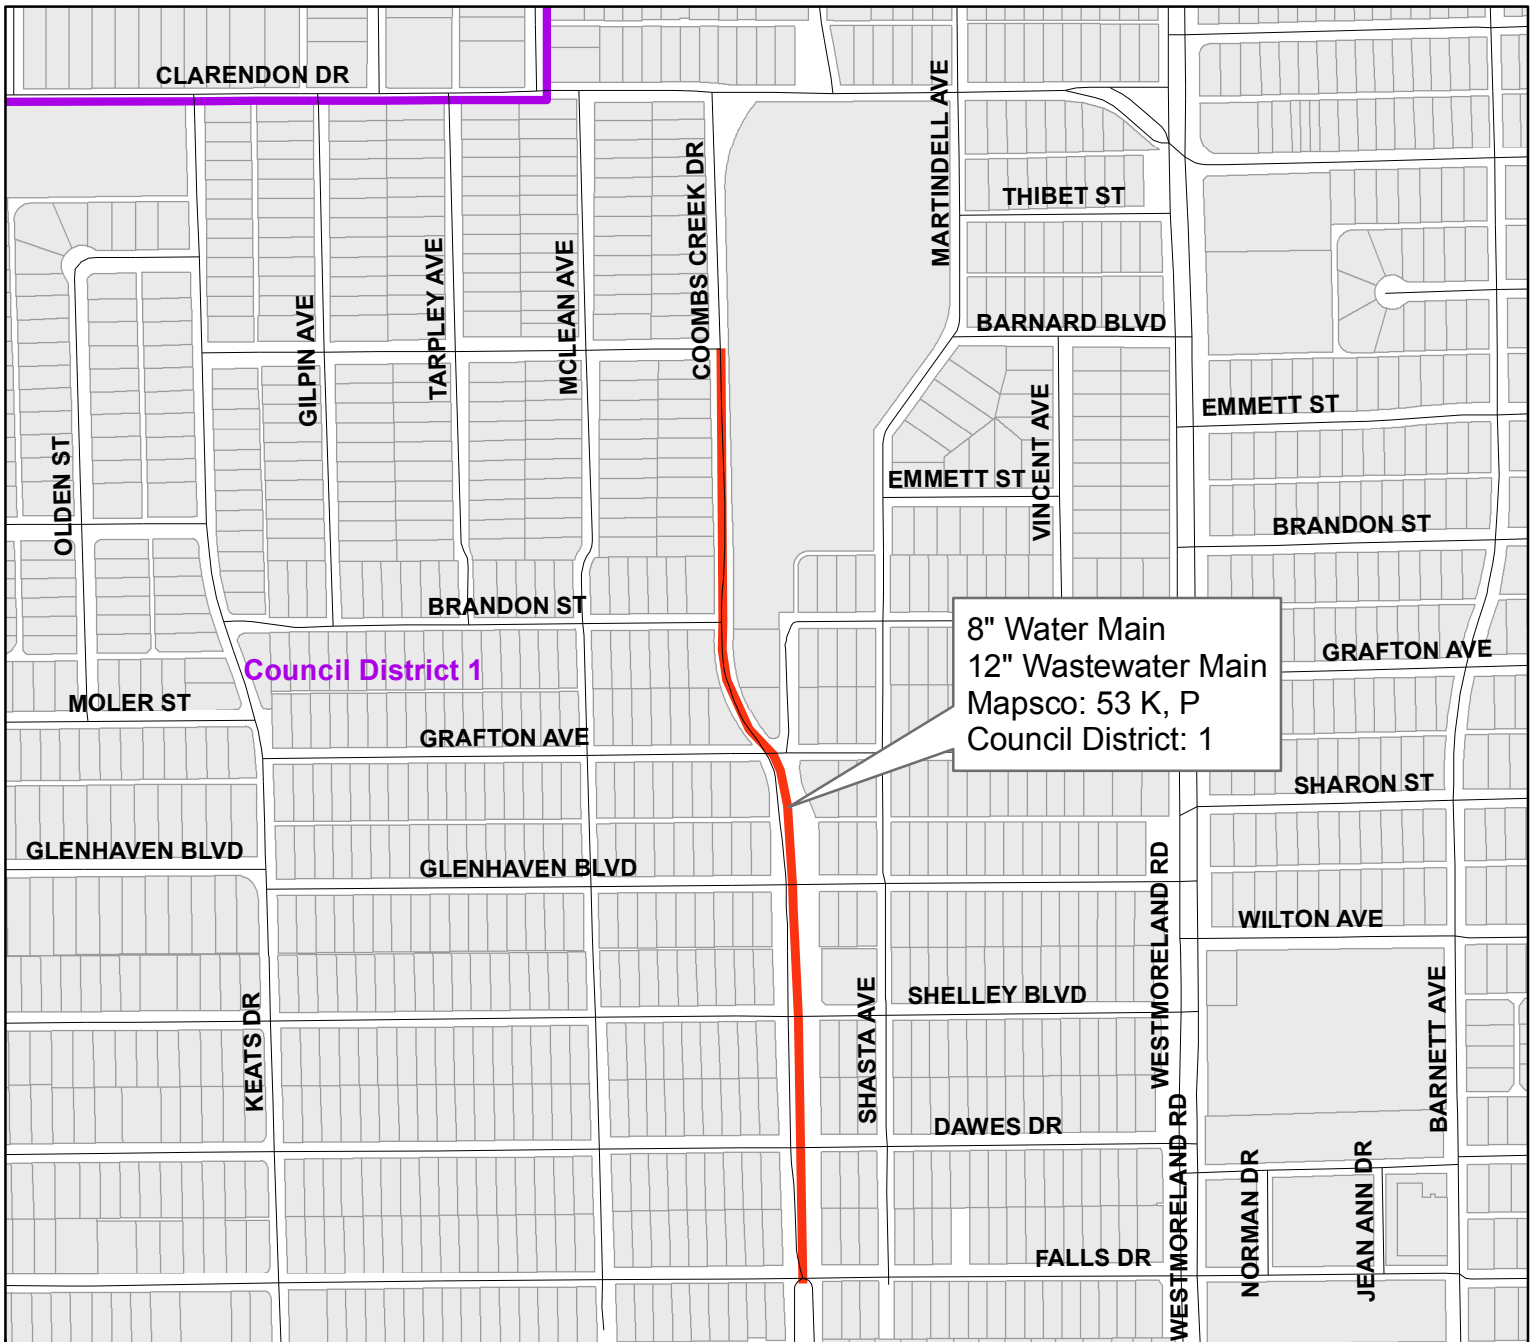 CLARENDON DR
MARTINDELL AVE
COOMBS CREEK DR
THIBET ST
TARPLEY AVE
MCLEAN AVE
GILPIN AVE
BARNARD BLVD
VINCENT AVE
EMMETT ST
OLDEN ST
EMMETT ST
BRANDON ST
BRANDON ST
8" Water Main
12" Wastewater Main
Mapsco: 53 K, P
Council District: 1
GRAFTON AVE
Council District 1
MOLER ST
GRAFTON AVE
SHARON ST
GLENHAVEN BLVD
GLENHAVEN BLVD
WESTMORELAND RD
WILTON AVE
KEATS DR
SHASTA AVE
SHELLEY BLVD
BARNETT AVE
DAWES DR
WESTMORELAND RD
NORMAN DR
JEAN ANN DR
FALLS DR